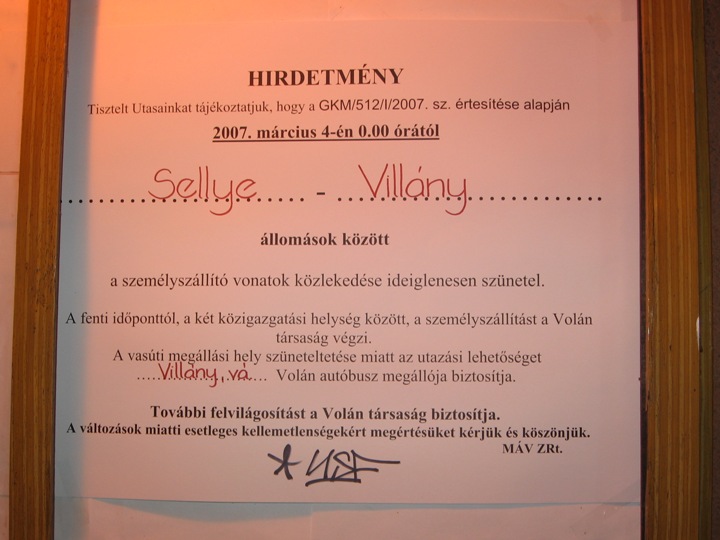 HIRDETMÉNY
Tisztelt Utasainkat tájékoztatjuk, hogy a GKM/512/I/2007. sz. értesítése alapján
2007. március 4-én 0.00 órától
Sellye - Villány
állomások között
a személyszállító vonatok közlekedése ideiglenesen szünetel.
A fenti időponttól, a két közigazgatási helység között, a személyszállítást a Volán
társaság végzi.
A vasúti megállási hely szüneteltetése miatt az utazási lehetőséget
Villány, vá. Volán autóbusz megállója biztosítja.
További felvilágosítást a Volán társaság biztosítja.
A változások miatti esetleges kellemetlenségekért megértésüket kérjük és köszönjük.
MÁV ZRt.